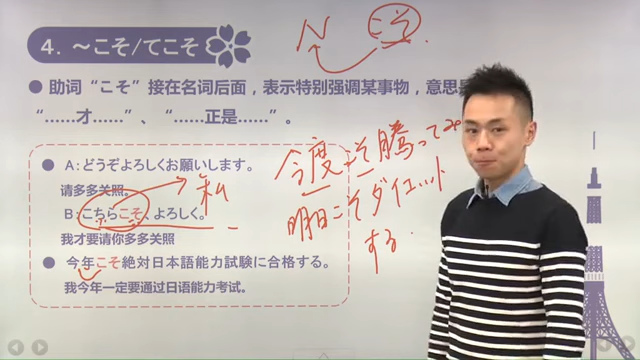 4. ～こそ/てこそ
N こそ
● 助词“こそ”接在名词后面，表示特别强调某事物，意思
“……才……”、“……正是……”。
● A:どうぞよろしくお願いします。
请多多关照。
私
B:こちらこそ、よろしく。
我才要请你多多关照
● 今年こそ絶対日本語能力試験に合格する。
我今年一定要通过日语能力考试。
今度こそ
明日こそダイエット
する.